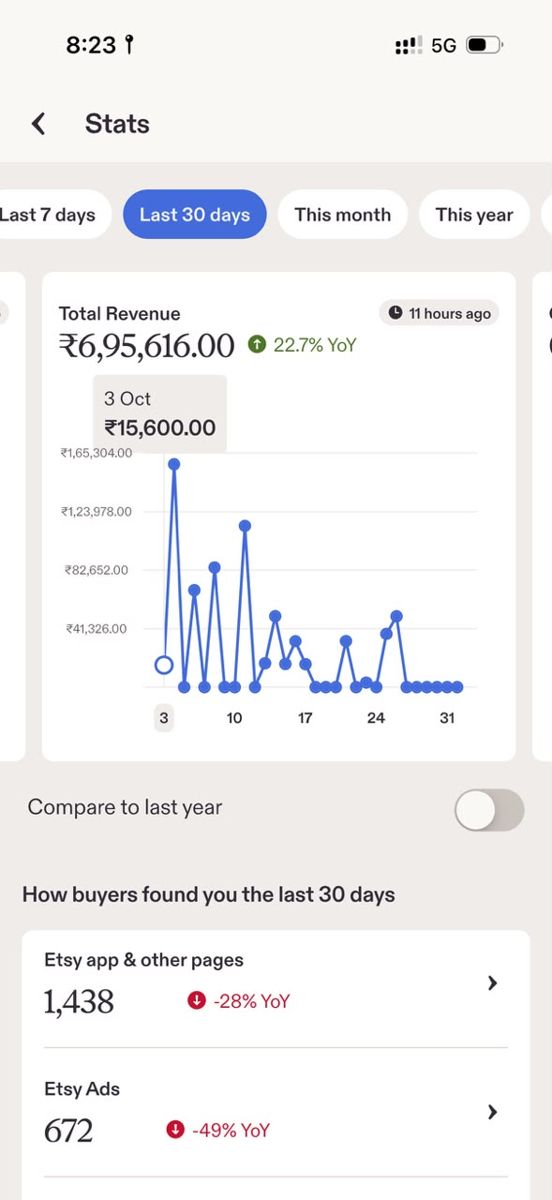 8:23
5G
Stats
Last 7 days
Last 30 days
This month
This year
Total Revenue
11 hours ago
₹6,95,616.00
22.7% YoY
3 Oct
₹15,600.00
₹1,65,304.00
₹1,23,978.00
₹82,652.00
₹41,326.00
3 10 17 24 31
Compare to last year
How buyers found you the last 30 days
Etsy app & other pages
1,438
-28% YoY
Etsy Ads
672
-49% YoY